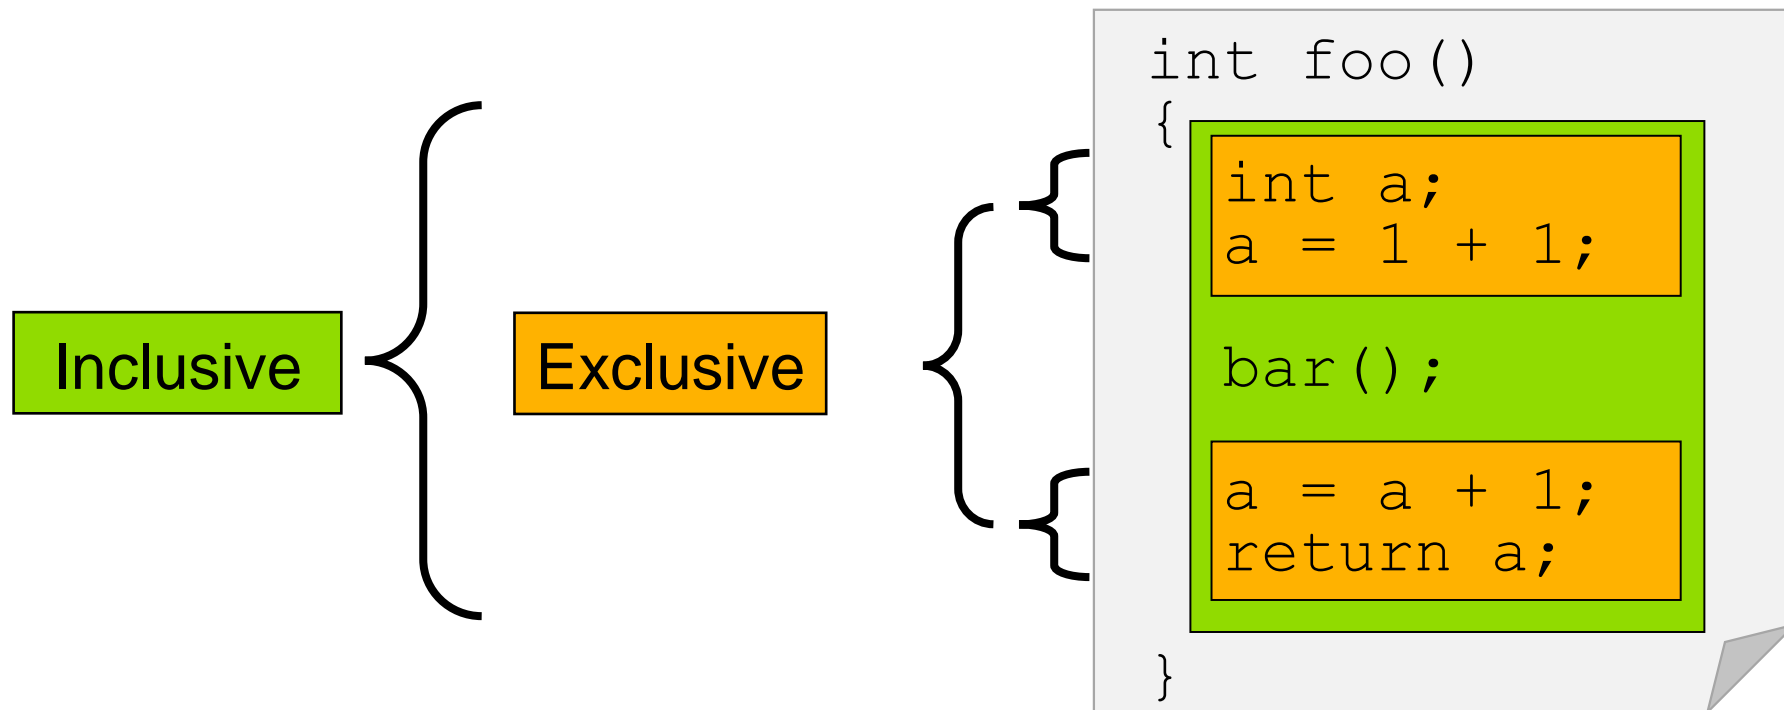 Inclusive
Exclusive
int foo()
{
int a;
a = 1 + 1;
bar();
a = a + 1;
return a;
}